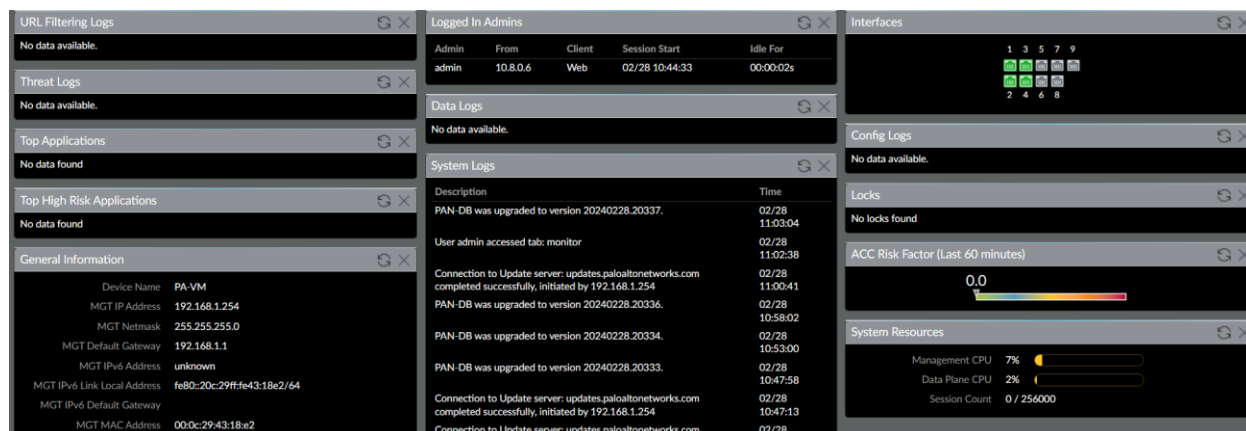 URL Filtering Logs
No data available.
Threat Logs
No data available.
Top Applications
No data found
Top High Risk Applications
No data found
General Information
Device Name PA-VM
MGT IP Address 192.168.1.254
MGT Netmask 255.255.255.0
MGT Default Gateway 192.168.1.1
MGT IPv6 Address unknown
MGT IPv6 Link Local Address fe80::20c:29ff:fe43:18e2/64
MGT IPv6 Default Gateway
MGT MAC Address 00:0c:29:43:18:e2
Logged In Admins
Admin From Client Session Start Idle For
admin 10.8.0.6 Web 02/28 10:44:33 00:00:02s
Data Logs
No data available.
System Logs
Description Time
PAN-DB was upgraded to version 20240228.20337. 02/28
11:03:04
User admin accessed tab: monitor 02/28
11:02:38
Connection to Update server: updates.paloaltonetworks.com 02/28
completed successfully, initiated by 192.168.1.254 11:00:41
PAN-DB was upgraded to version 20240228.20336. 02/28
10:58:02
PAN-DB was upgraded to version 20240228.20334. 02/28
10:53:00
PAN-DB was upgraded to version 20240228.20333. 02/28
10:47:58
Connection to Update server: updates.paloaltonetworks.com 02/28
completed successfully, initiated by 192.168.1.254 10:47:13
Connection to Update server: updates.paloaltonetworks.com 02/28
Interfaces
1 3 5 7 9
2 4 6 8
Config Logs
No data available.
Locks
No locks found
ACC Risk Factor (Last 60 minutes)
0.0
System Resources
Management CPU 7%
Data Plane CPU 2%
Session Count 0 / 256000